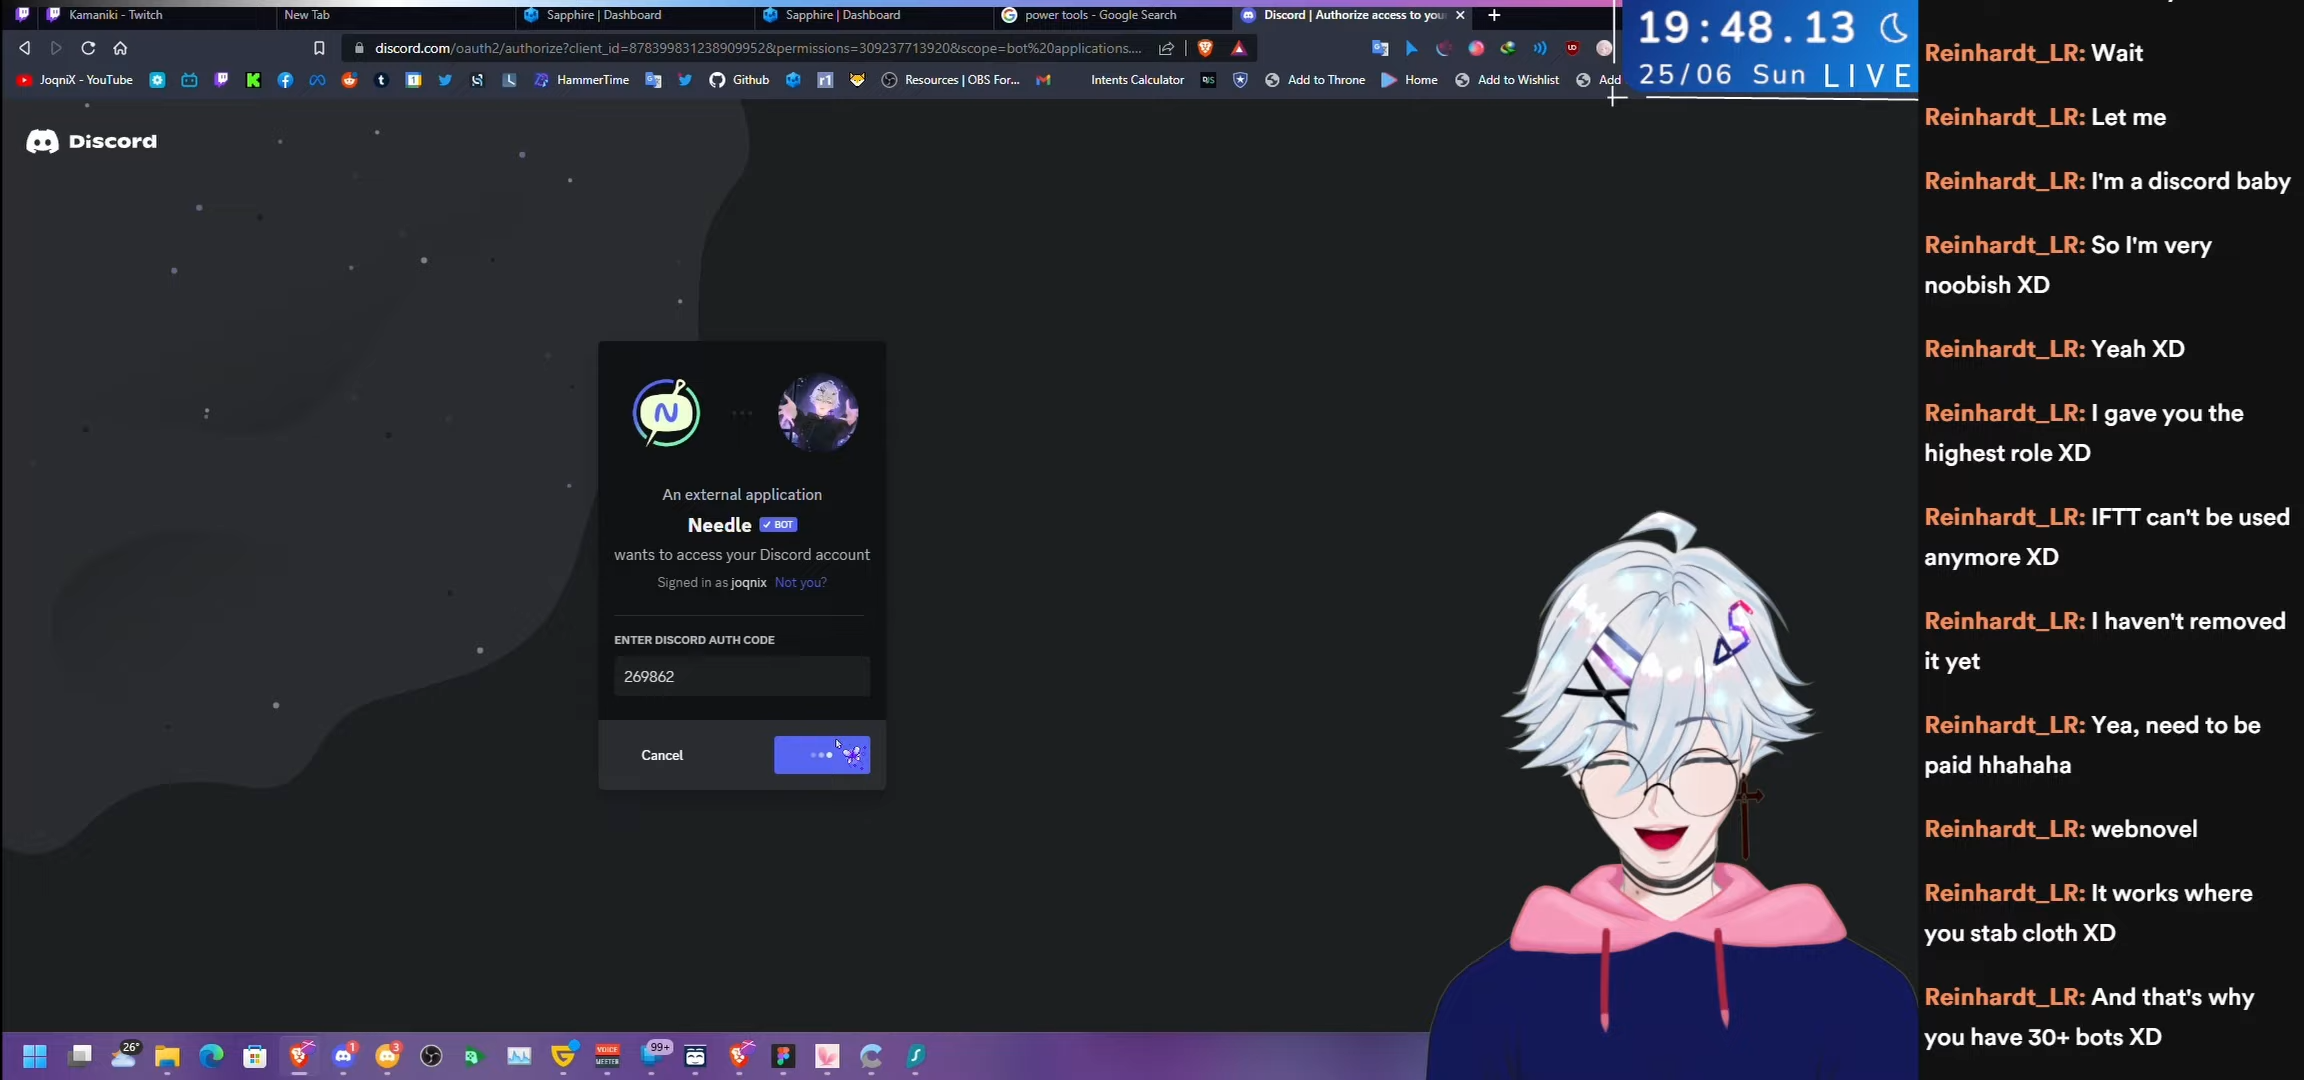 Kamaniki - Twitch
New Tab
Sapphire | Dashboard
Sapphire | Dashboard
power tools - Google Search
Discord | Authorize access to you
discord.com/oauth2/authorize?client_id=878399831238909952&permissions=309237713920&scope=bot%20applications....
JoqniX - YouTube
HammerTime
Github
r1
Resources | OBS For...
Intents Calculator
Add to Throne
Home
Add to Wishlist
Add
19:48.13
25/06 Sun LIVE
Discord
N
An external application
Needle BOT
wants to access your Discord account
Signed in as joqnix Not you?
ENTER DISCORD AUTH CODE
269862
Cancel
Reinhardt_LR: Wait
Reinhardt_LR: Let me
Reinhardt_LR: I'm a discord baby
Reinhardt_LR: So I'm very
noobish XD
Reinhardt_LR: Yeah XD
Reinhardt_LR: I gave you the
highest role XD
Reinhardt_LR: IFTT can't be used
anymore XD
Reinhardt_LR: I haven't removed
it yet
Reinhardt_LR: Yea, need to be
paid hhahaha
Reinhardt_LR: webnovel
Reinhardt_LR: It works where
you stab cloth XD
Reinhardt_LR: And that's why
you have 30+ bots XD
26°
1
3
VOICE
MEETER
99+